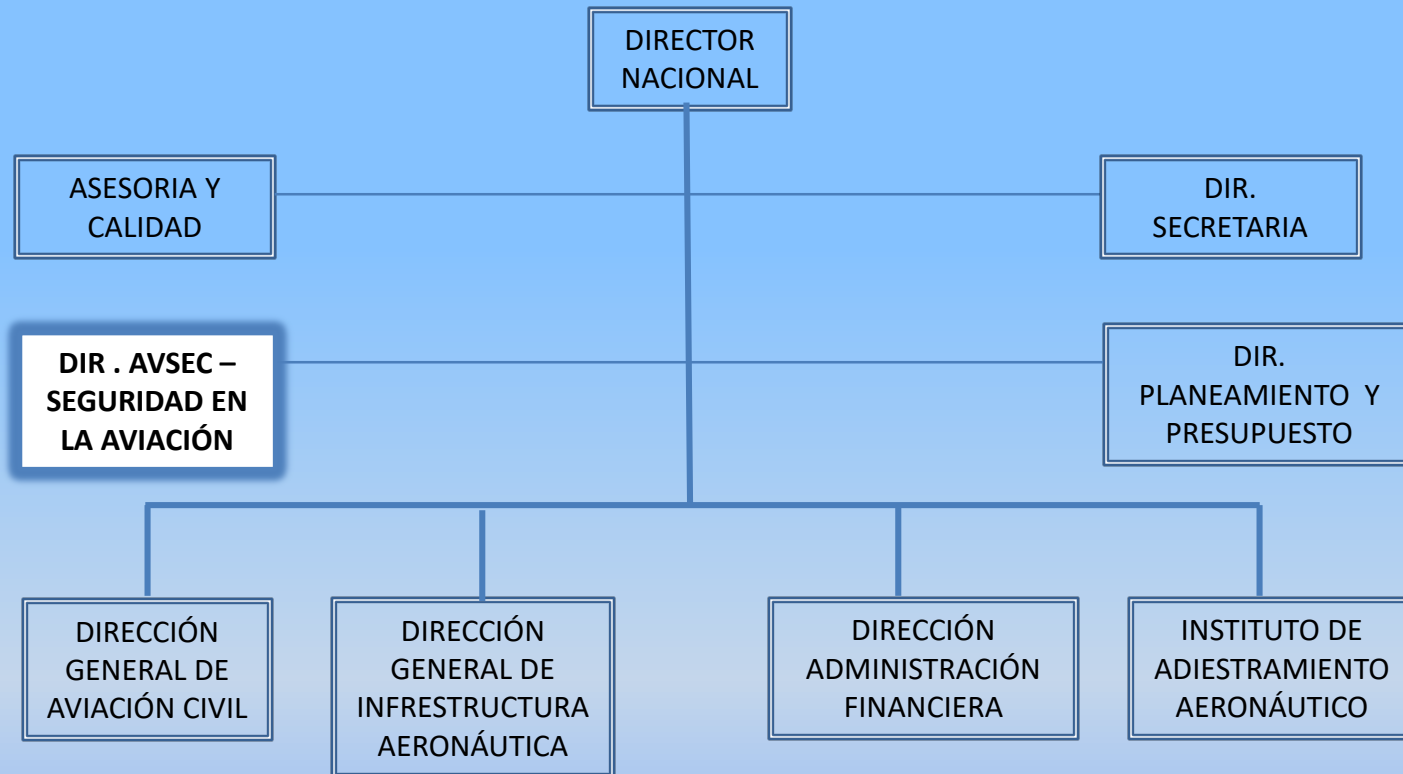 DIRECTOR
NACIONAL
ASESORIA Y
CALIDAD
DIR.
SECRETARIA
DIR . AVSEC –
SEGURIDAD EN
LA AVIACIÓN
DIR.
PLANEAMIENTO Y
PRESUPUESTO
DIRECCIÓN
GENERAL DE
AVIACIÓN CIVIL
DIRECCIÓN
GENERAL DE
INFRESTRUCTURA
AERONÁUTICA
DIRECCIÓN
ADMINISTRACIÓN
FINANCIERA
INSTITUTO DE
ADIESTRAMIENTO
AERONÁUTICO